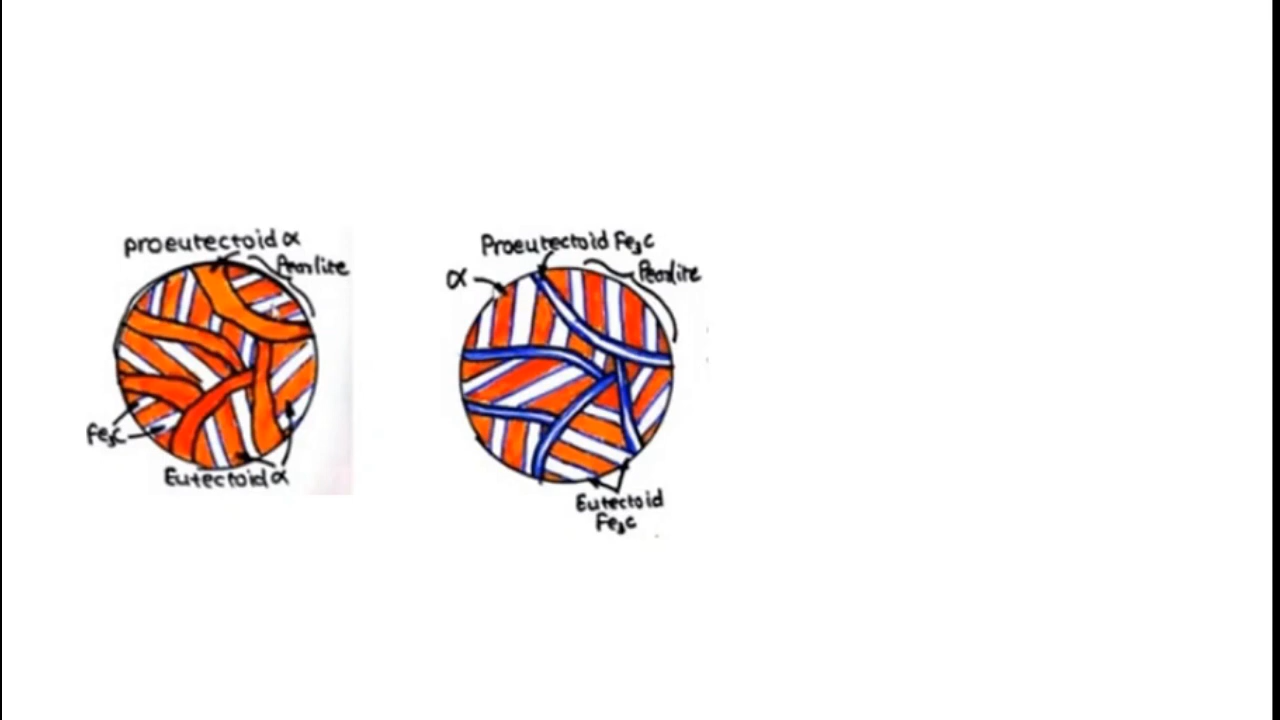 proeutectoid α
Pearlite
Fe₃C
Eutectoid α
Proeutectoid Fe₃C
α
Pearlite
Eutectoid
Fe₃C